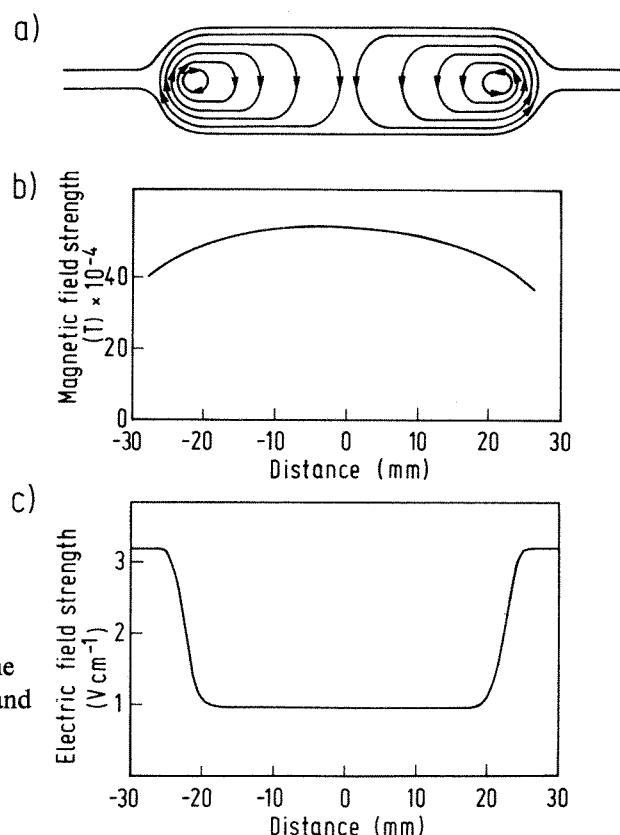 a)
b)
Magnetic field strength
(T) × 10-4
40
20
0
-30 -20 -10 0 10 20 30
Distance (mm)
c)
Electric field strength
(V cm-1)
3
2
1
and
-30 -20 -10 0 10 20 30
Distance (mm)